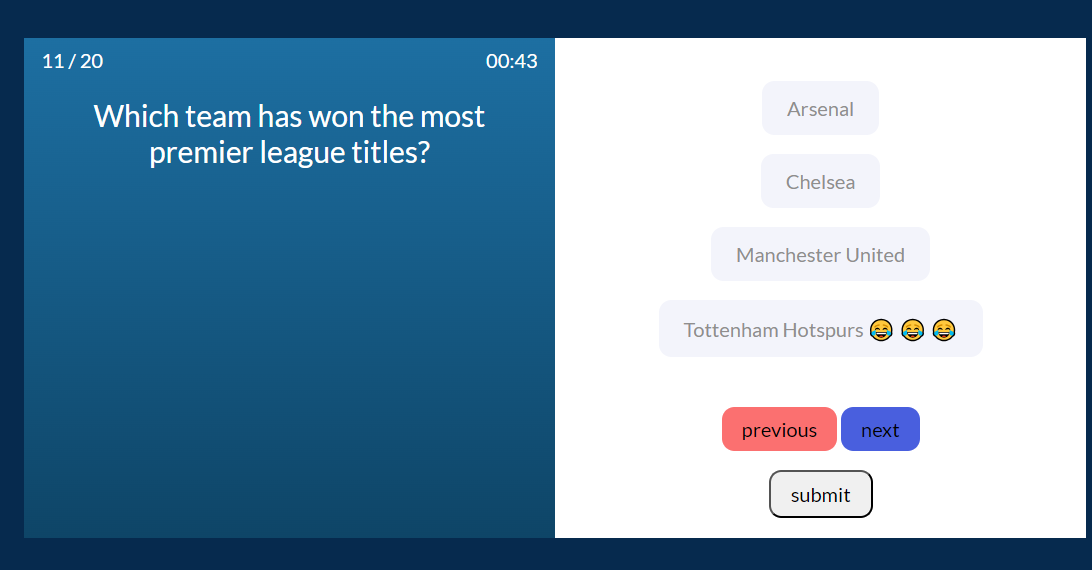 11 / 20
00:43
Which team has won the most
premier league titles?
Arsenal
Chelsea
Manchester United
Tottenham Hotspurs 😂 😂 😂
previous
next
submit